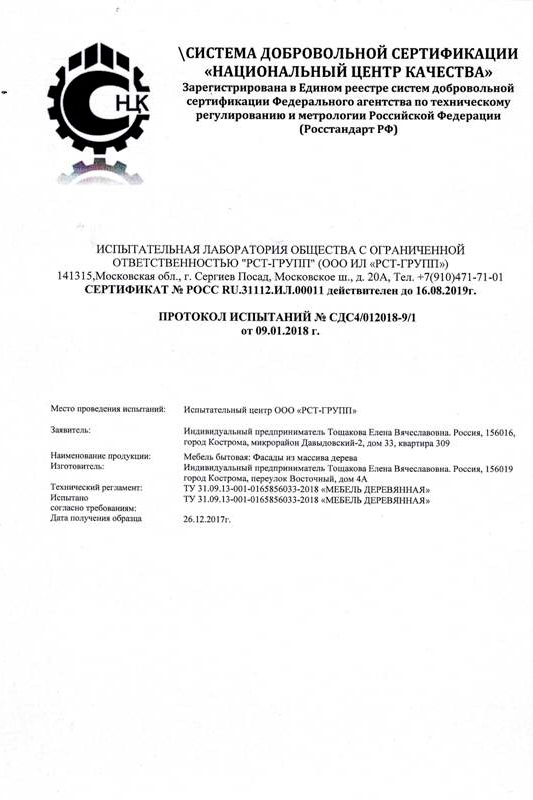 \СИСТЕМА ДОБРОВОЛЬНОЙ СЕРТИФИКАЦИИ
«НАЦИОНАЛЬНЫЙ ЦЕНТР КАЧЕСТВА»
Зарегистрирована в Едином реестре систем добровольной
сертификации Федерального агентства по техническому
регулированию и метрологии Российской Федерации
(Росстандарт РФ)
НЦК
ИСПЫТАТЕЛЬНАЯ ЛАБОРАТОРИЯ ОБЩЕСТВА С ОГРАНИЧЕННОЙ
ОТВЕТСТВЕННОСТЬЮ "РСТ-ГРУПП" (ООО ИЛ «РСТ-ГРУПП»)
141315,Московская обл., г. Сергиев Посад, Московское ш., д. 20А, Тел. +7(910)471-71-01
СЕРТИФИКАТ № РОСС RU.31112.ИЛ.00011 действителен до 16.08.2019г.
ПРОТОКОЛ ИСПЫТАНИЙ № СДС4/012018-9/1
от 09.01.2018 г.
Место проведения испытаний: Испытательный центр ООО «РСТ-ГРУПП»
Заявитель: Индивидуальный предприниматель Тощакова Елена Вячеславовна. Россия, 156016,
город Кострома, микрорайон Давыдовский-2, дом 33, квартира 309
Наименование продукции: Мебель бытовая: Фасады из массива дерева
Изготовитель: Индивидуальный предприниматель Тощакова Елена Вячеславовна. Россия, 156019
город Кострома, переулок Восточный, дом 4А
Технический регламент: ТУ 31.09.13-001-0165856033-2018 «МЕБЕЛЬ ДЕРЕВЯННАЯ»
Испытано ТУ 31.09.13-001-0165856033-2018 «МЕБЕЛЬ ДЕРЕВЯННАЯ»
согласно требованиям:
Дата получения образца 26.12.2017г.